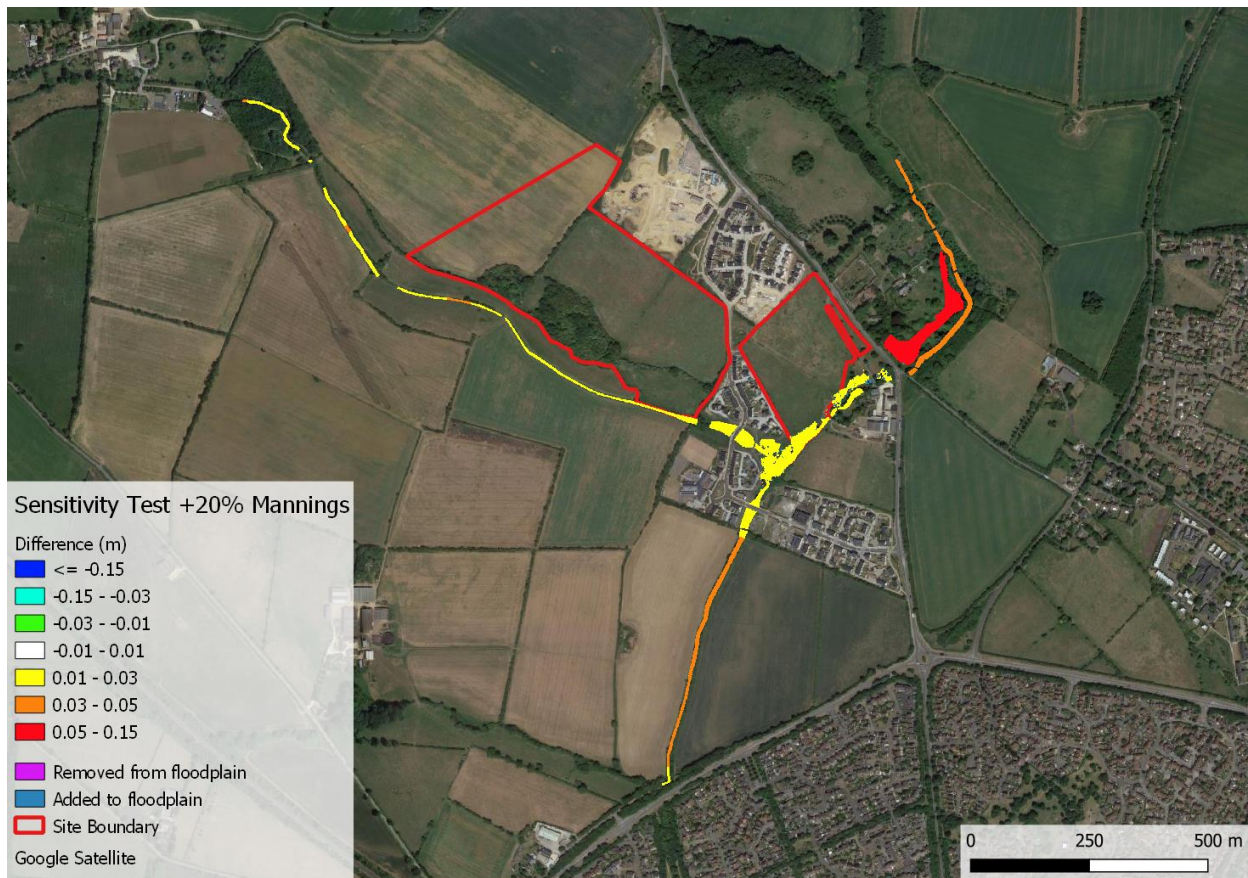 Sensitivity Test +20% Mannings
Difference (m)
<= -0.15
-0.15 - -0.03
-0.03 - -0.01
-0.01 - 0.01
0.01 - 0.03
0.03 - 0.05
0.05 - 0.15
Removed from floodplain
Added to floodplain
Site Boundary
Google Satellite
0 250 500 m